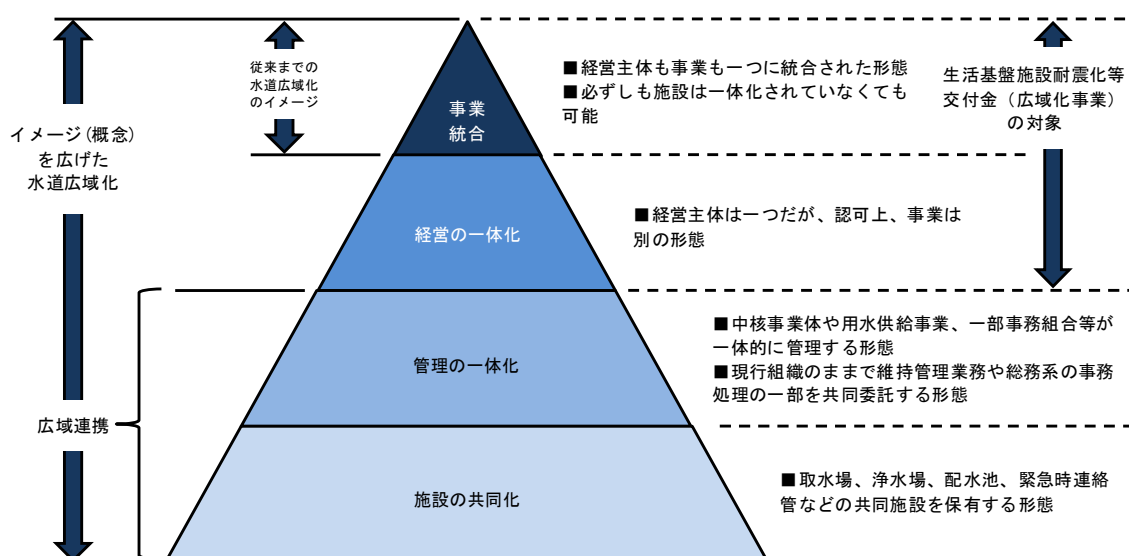 従来までの
水道広域化
のイメージ
イメージ(概念)
を広げた
水道広域化
事業
統合
■経営主体も事業も一つに統合された形態
■必ずしも施設は一体化されていなくても
可能
生活基盤施設耐震化等
交付金（広域化事業）
の対象
経営の一体化
■経営主体は一つだが、認可上、事業は
別の形態
管理の一体化
■中核事業体や用水供給事業、一部事務組合等が
一体的に管理する形態
■現行組織のままで維持管理業務や総務系の事務
処理の一部を共同委託する形態
広域連携
施設の共同化
■取水場、浄水場、配水池、緊急時連絡
管などの共同施設を保有する形態